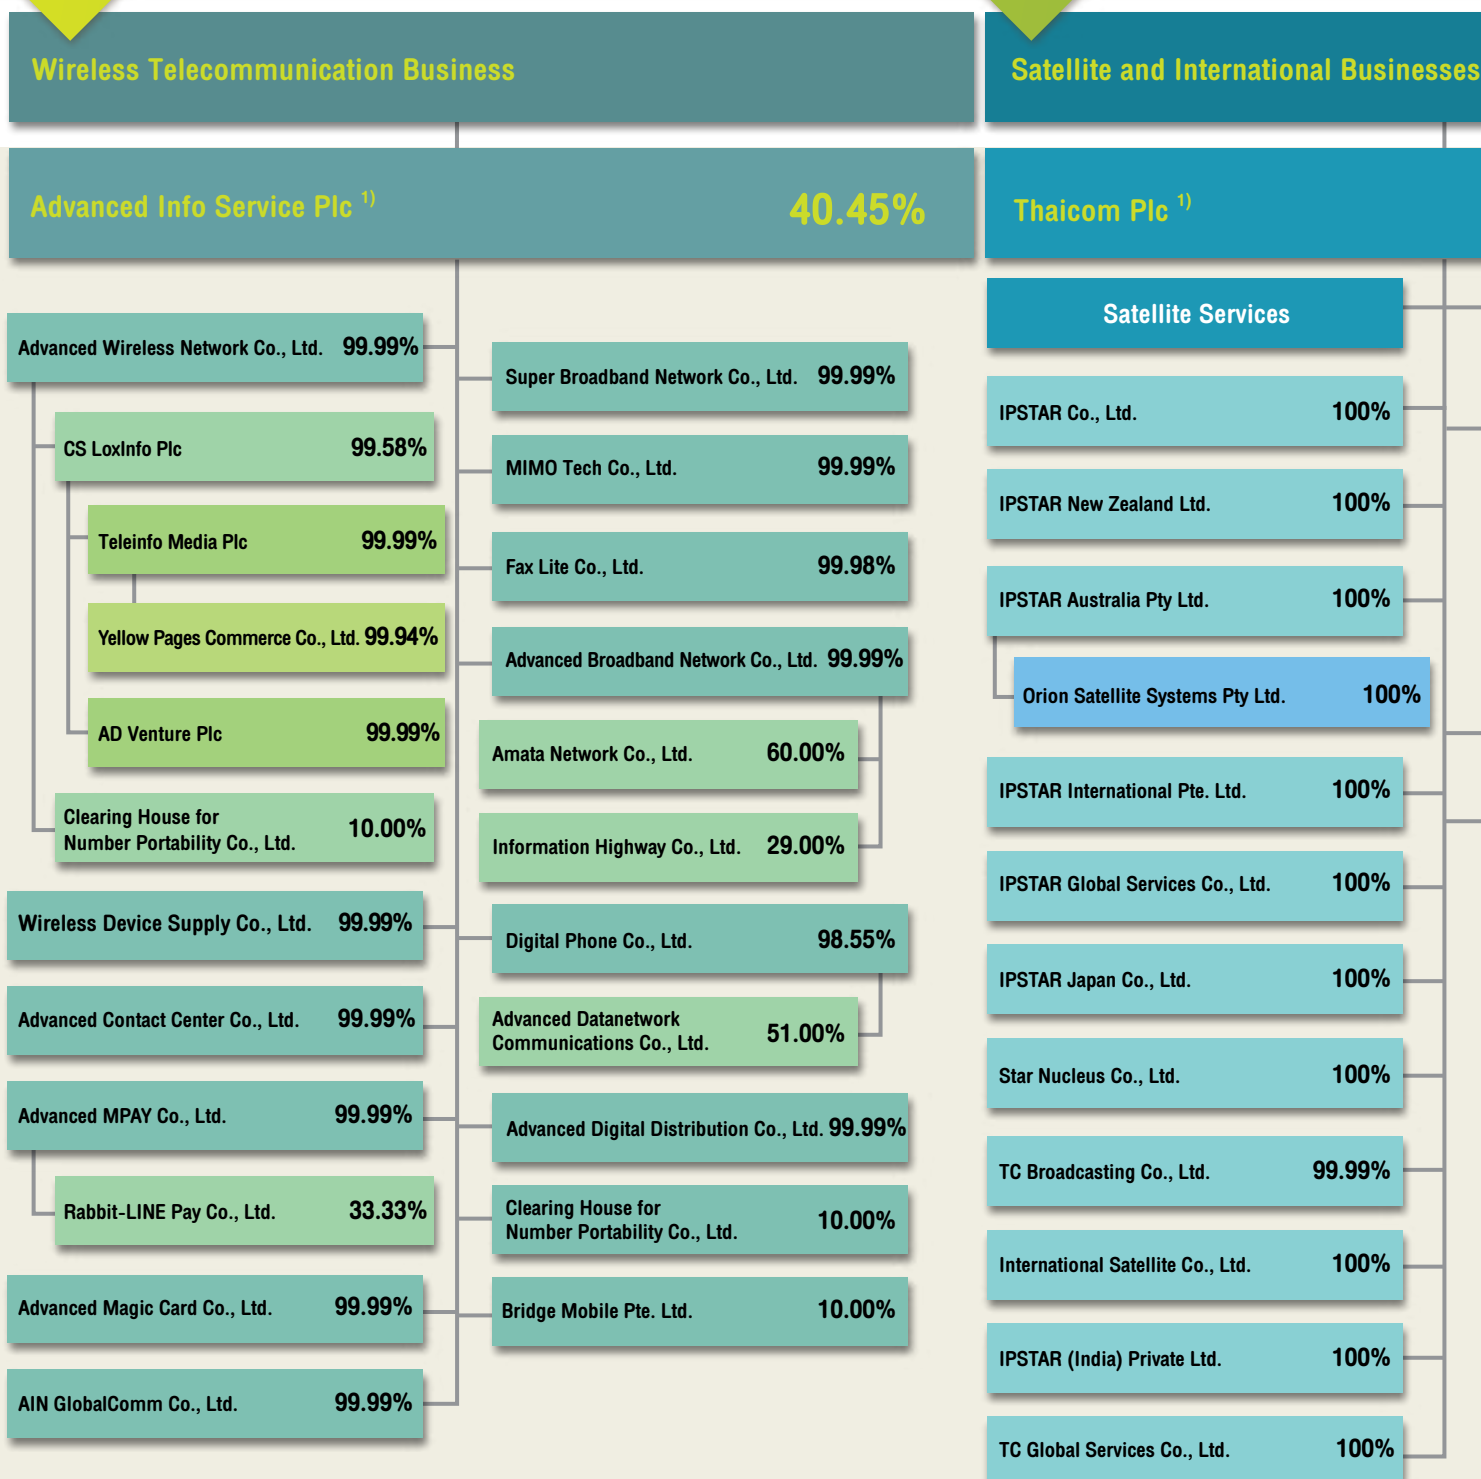 Wireless Telecommunication Business
Advanced Info Service Plc 1) 40.45%
Advanced Wireless Network Co., Ltd. 99.99%
CS LoxInfo Plc 99.58%
Teleinfo Media Plc 99.99%
Yellow Pages Commerce Co., Ltd. 99.94%
AD Venture Plc 99.99%
Clearing House for
Number Portability Co., Ltd. 10.00%
Wireless Device Supply Co., Ltd. 99.99%
Advanced Contact Center Co., Ltd. 99.99%
Advanced MPAY Co., Ltd. 99.99%
Rabbit-LINE Pay Co., Ltd. 33.33%
Advanced Magic Card Co., Ltd. 99.99%
AIN GlobalComm Co., Ltd. 99.99%
Super Broadband Network Co., Ltd. 99.99%
MIMO Tech Co., Ltd. 99.99%
Fax Lite Co., Ltd. 99.98%
Advanced Broadband Network Co., Ltd. 99.99%
Amata Network Co., Ltd. 60.00%
Information Highway Co., Ltd. 29.00%
Digital Phone Co., Ltd. 98.55%
Advanced Datanetwork
Communications Co., Ltd. 51.00%
Advanced Digital Distribution Co., Ltd. 99.99%
Clearing House for
Number Portability Co., Ltd. 10.00%
Bridge Mobile Pte. Ltd. 10.00%
Satellite and International Businesses
Thaicom Plc 1)
Satellite Services
IPSTAR Co., Ltd. 100%
IPSTAR New Zealand Ltd. 100%
IPSTAR Australia Pty Ltd. 100%
Orion Satellite Systems Pty Ltd. 100%
IPSTAR International Pte. Ltd. 100%
IPSTAR Global Services Co., Ltd. 100%
IPSTAR Japan Co., Ltd. 100%
Star Nucleus Co., Ltd. 100%
TC Broadcasting Co., Ltd. 99.99%
International Satellite Co., Ltd. 100%
IPSTAR (India) Private Ltd. 100%
TC Global Services Co., Ltd. 100%